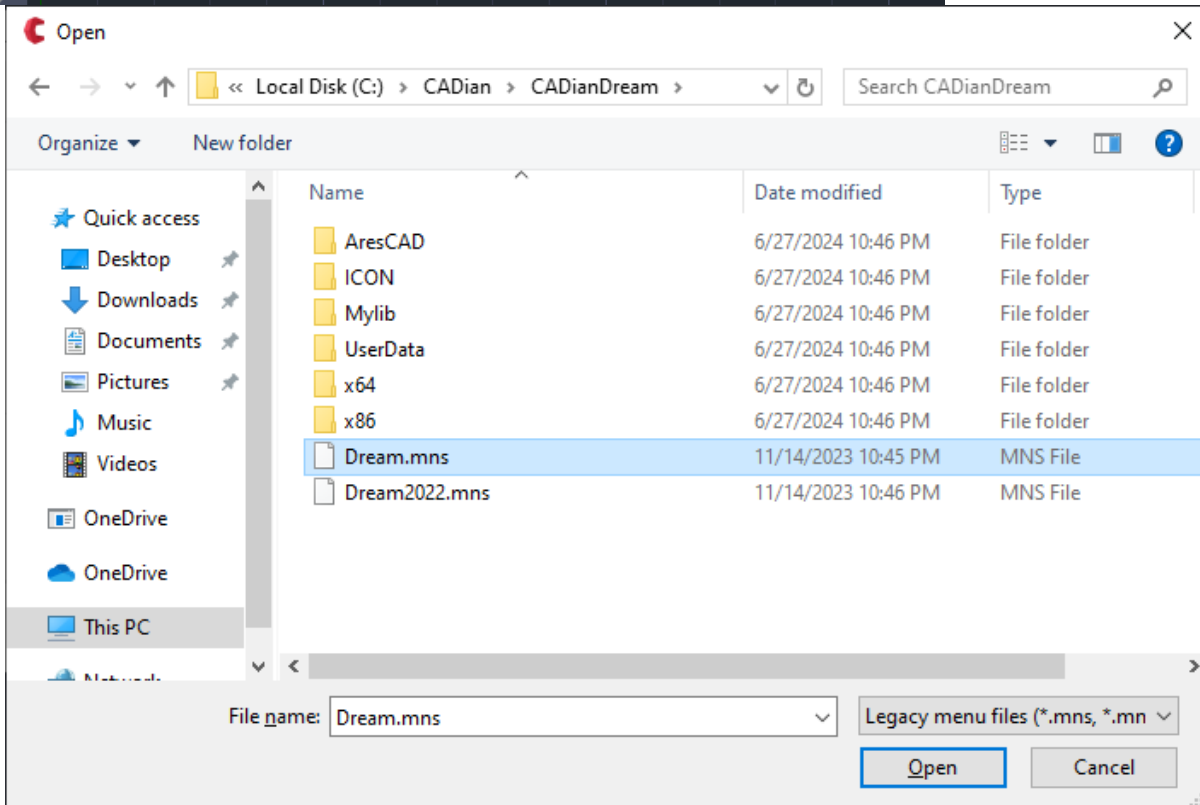 Open
« Local Disk (C:) > CADian > CADianDream >
Search CADianDream
Organize
New folder
?
Name
Date modified
Type
Quick access
Desktop
Downloads
Documents
Pictures
Music
Videos
OneDrive
OneDrive
This PC
AresCAD 6/27/2024 10:46 PM File folder
ICON 6/27/2024 10:46 PM File folder
Mylib 6/27/2024 10:46 PM File folder
UserData 6/27/2024 10:46 PM File folder
x64 6/27/2024 10:46 PM File folder
x86 6/27/2024 10:46 PM File folder
Dream.mns 11/14/2023 10:45 PM MNS File
Dream2022.mns 11/14/2023 10:46 PM MNS File
File name: Dream.mns
Legacy menu files (*.mns, *.mn
Open
Cancel